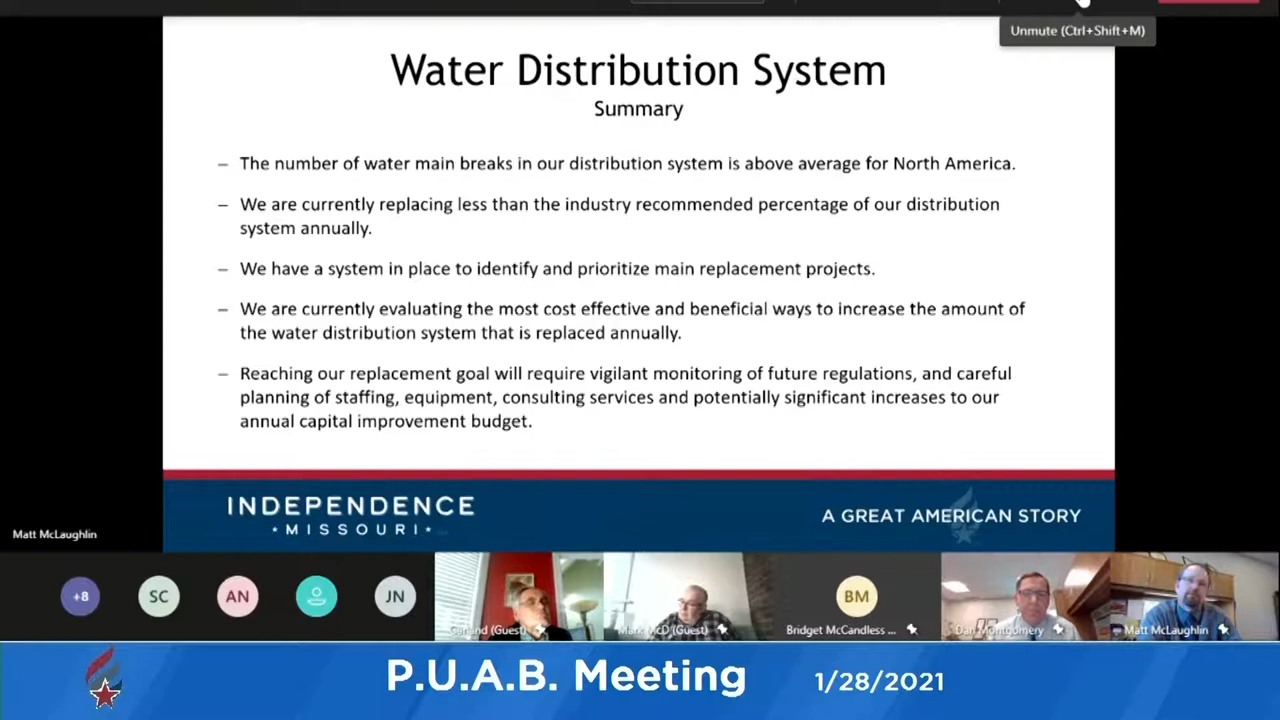 Unmute (Ctrl+Shift+M)
Water Distribution System
Summary
– The number of water main breaks in our distribution system is above average for North America.
– We are currently replacing less than the industry recommended percentage of our distribution
system annually.
– We have a system in place to identify and prioritize main replacement projects.
– We are currently evaluating the most cost effective and beneficial ways to increase the amount of
the water distribution system that is replaced annually.
– Reaching our replacement goal will require vigilant monitoring of future regulations, and careful
planning of staffing, equipment, consulting services and potentially significant increases to our
annual capital improvement budget.
INDEPENDENCE
MISSOURI
A GREAT AMERICAN STORY
Matt McLaughlin
+8
SC
AN
JN
BM
(Guest)
Mark McD (Guest)
Bridget McCandless ...
Dan Montgomery
Matt McLaughlin
P.U.A.B. Meeting
1/28/2021